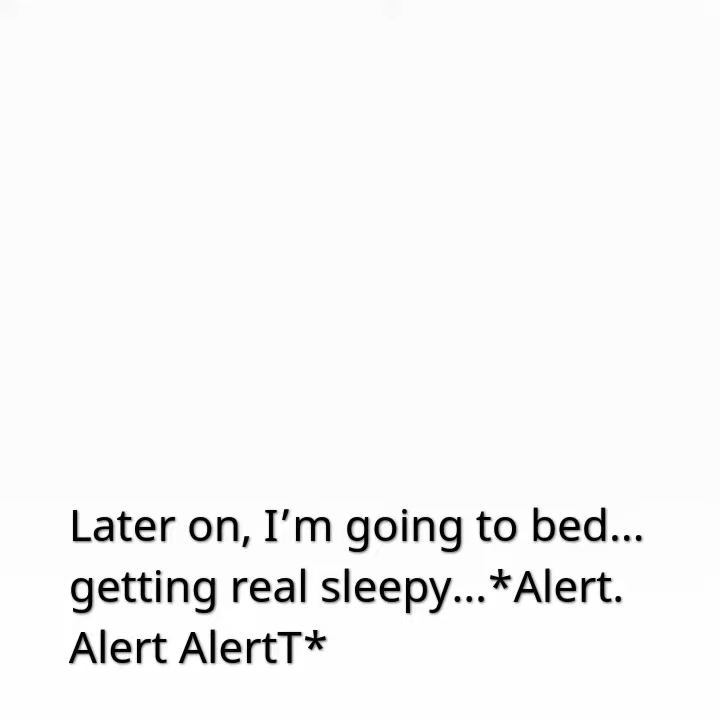 Later on, I’m going to bed...
getting real sleepy...*Alert.
Alert AlertT*